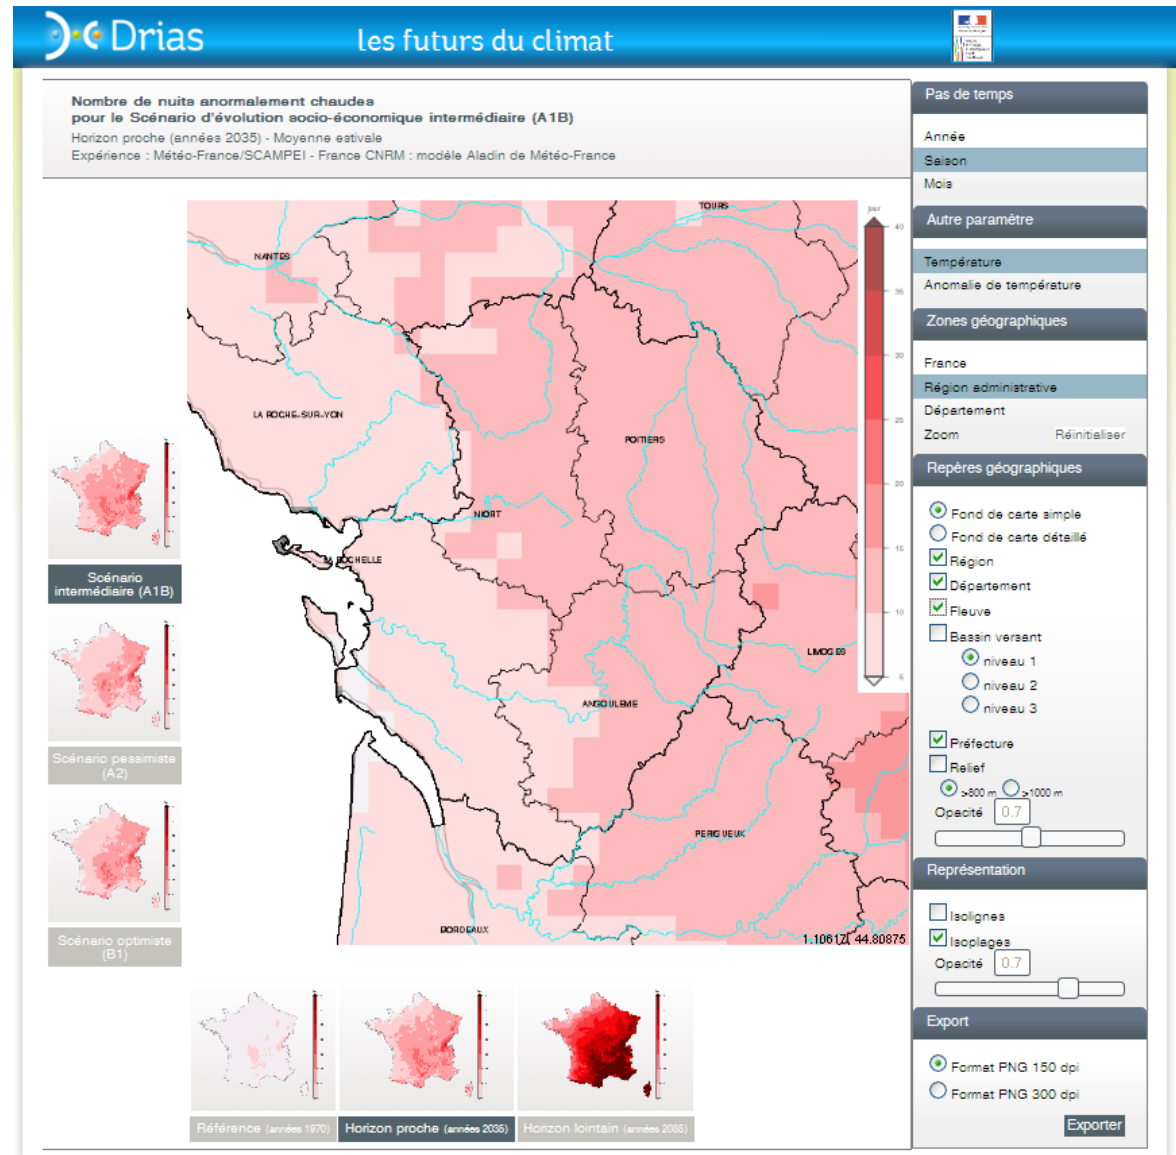 Drias
les futurs du climat
Nombre de nuits anormalement chaudes
pour le Scénario d'évolution socio-économique intermédiaire (A1B)
Horizon proche (années 2035) - Moyenne estivale
Expérience : Météo-France/SCAMPEI - France CNRM : modèle Aladin de Météo-France
TOURS
NANTES
LA ROCHE-SUR-YON
POITIERS
NIORT
LA ROCHELLE
LIMOGES
ANGOULEME
PERIGUEUX
BORDEAUX
1.10617, 44.80875
jour
40
35
30
25
20
15
10
5
Scénario
intermédiaire (A1B)
Scénario pessimiste
(A2)
Scénario optimiste
(B1)
Référence (années 1970)
Horizon proche (années 2035)
Horizon lointain (années 2085)
Pas de temps
Année
Saison
Mois
Autre paramètre
Température
Anomalie de température
Zones géographiques
France
Région administrative
Département
Zoom Réinitialiser
Repères géographiques
Fond de carte simple
Fond de carte détaillé
Région
Département
Fleuve
Bassin versant
niveau 1
niveau 2
niveau 3
Préfecture
Relief
>800 m >1000 m
Opacité 0.7
Représentation
Isolignes
Isoplages
Opacité 0.7
Export
Format PNG 150 dpi
Format PNG 300 dpi
Exporter